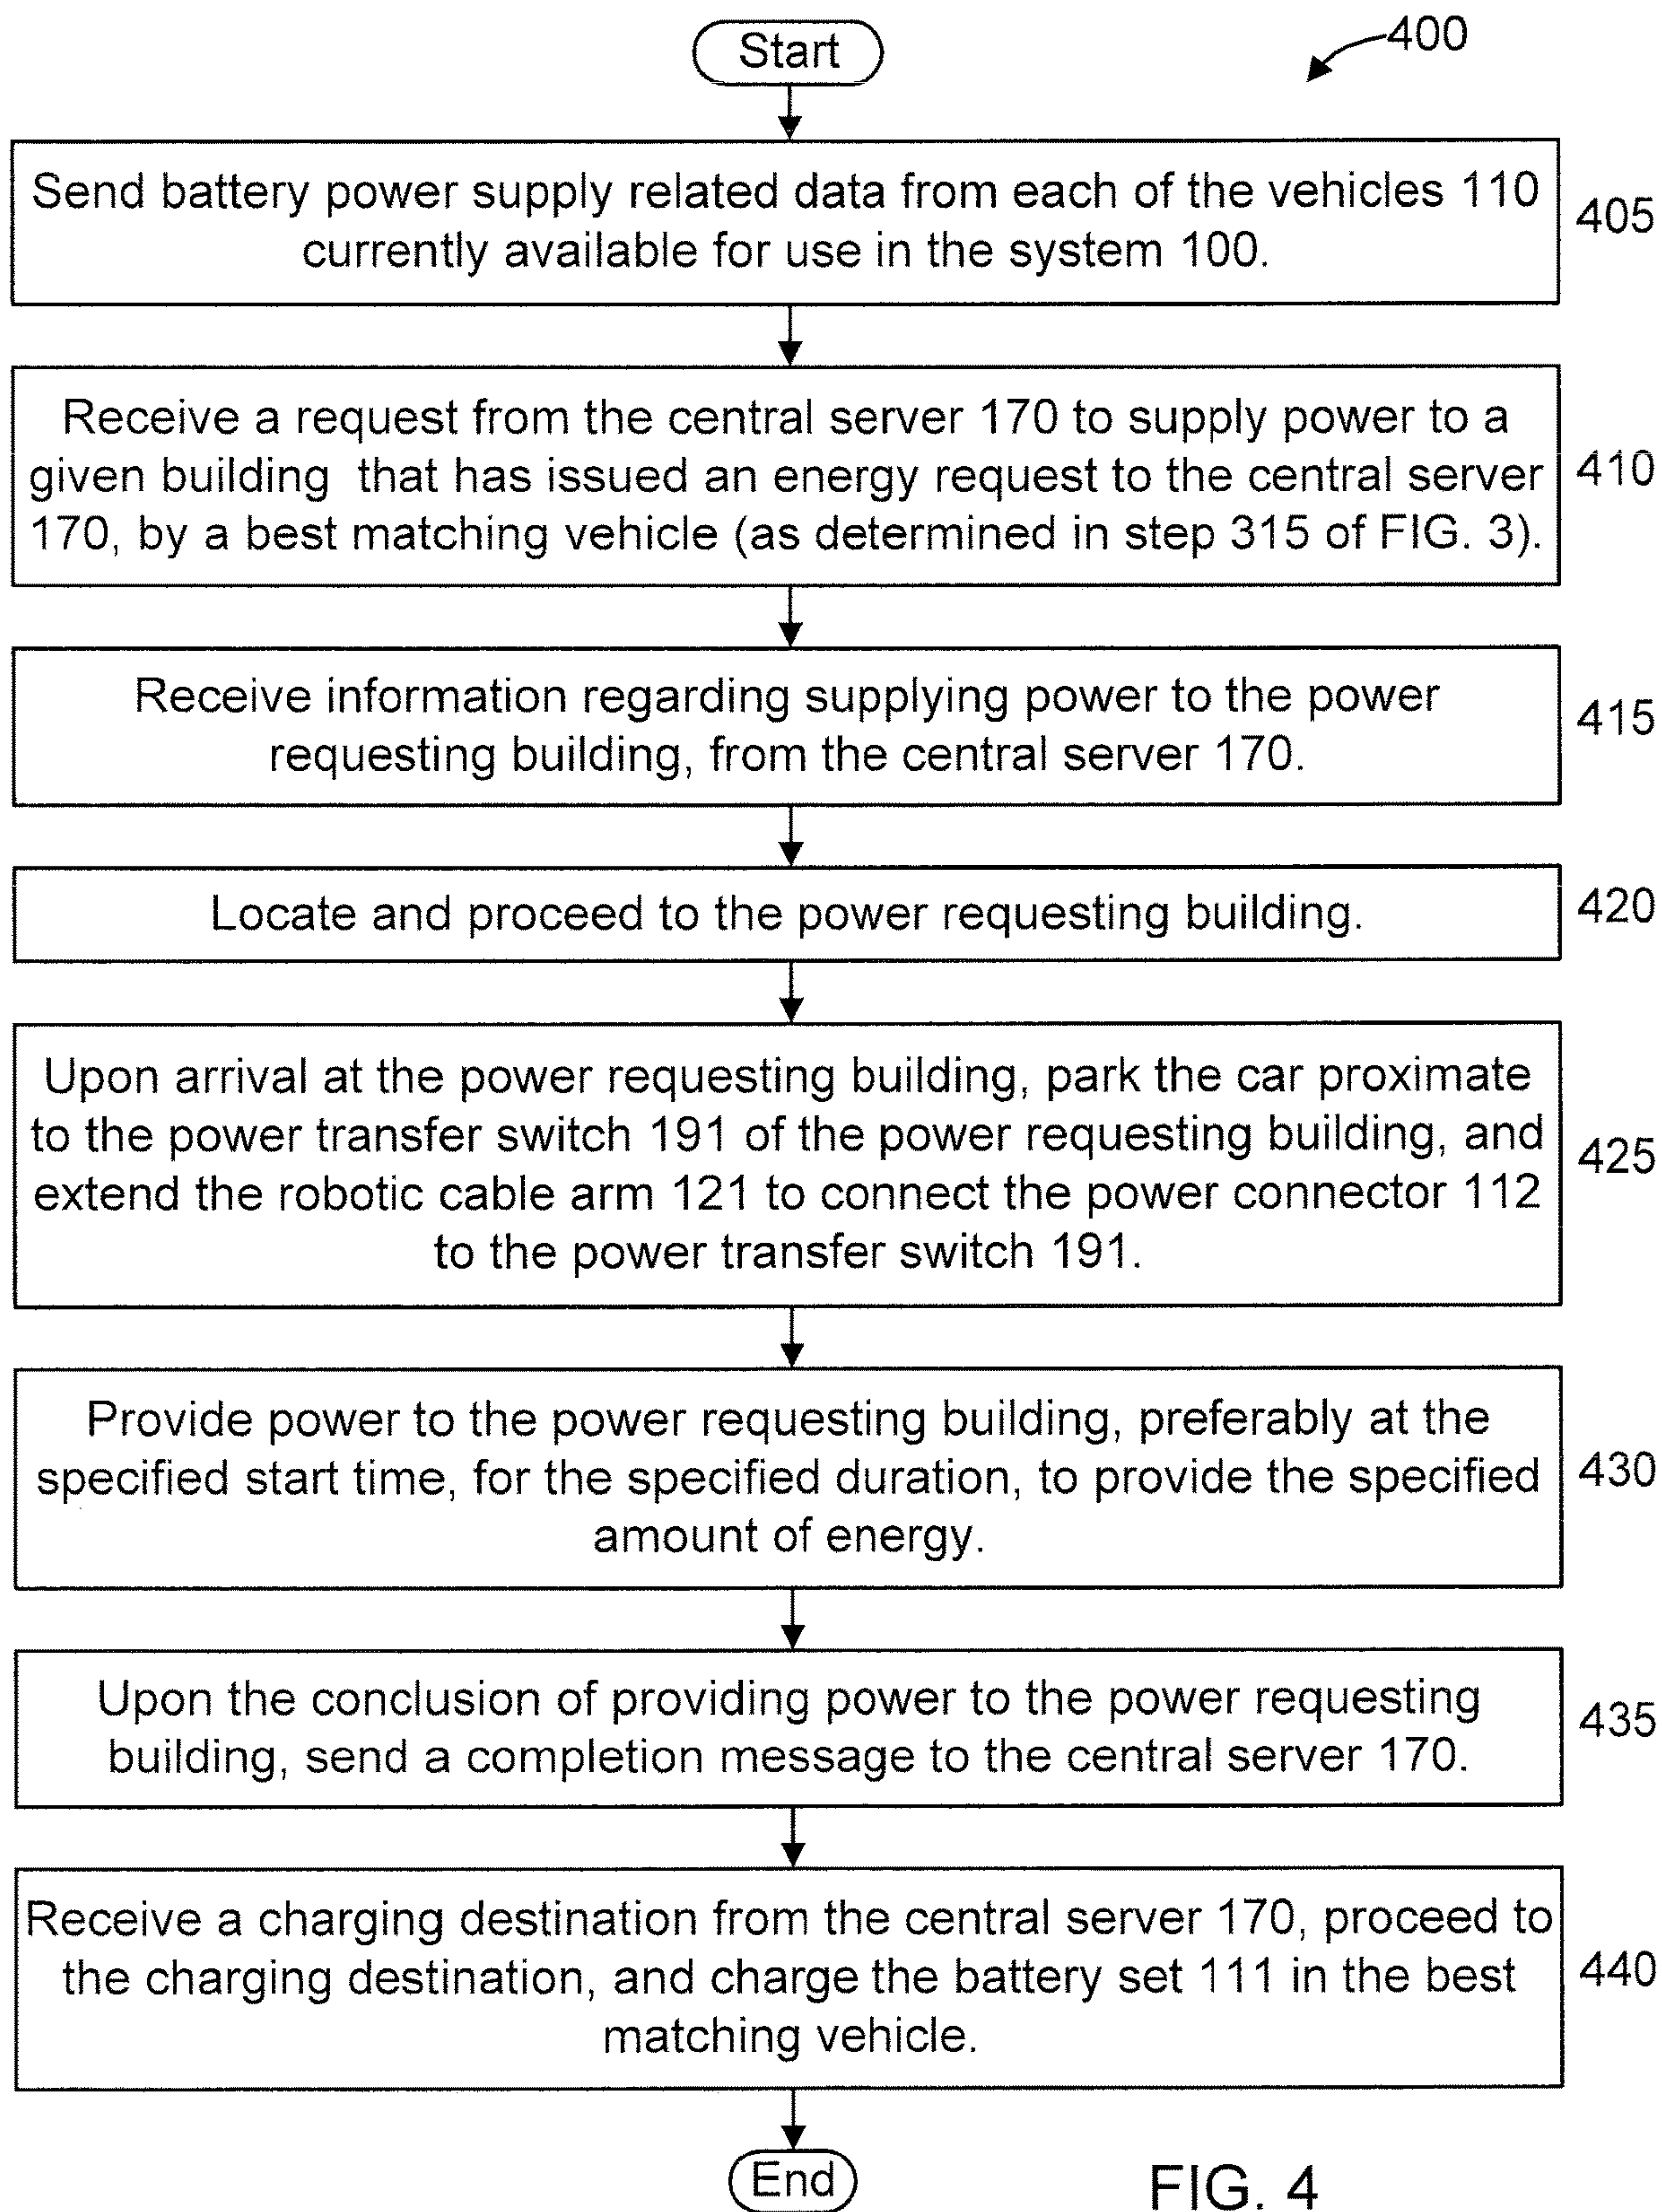 Start
400
Send battery power supply related data from each of the vehicles 110
currently available for use in the system 100.
405
Receive a request from the central server 170 to supply power to a
given building that has issued an energy request to the central server
170, by a best matching vehicle (as determined in step 315 of FIG. 3).
410
Receive information regarding supplying power to the power
requesting building, from the central server 170.
415
Locate and proceed to the power requesting building.
420
Upon arrival at the power requesting building, park the car proximate
to the power transfer switch 191 of the power requesting building, and
extend the robotic cable arm 121 to connect the power connector 112
to the power transfer switch 191.
425
Provide power to the power requesting building, preferably at the
specified start time, for the specified duration, to provide the specified
amount of energy.
430
Upon the conclusion of providing power to the power requesting
building, send a completion message to the central server 170.
435
Receive a charging destination from the central server 170, proceed to
the charging destination, and charge the battery set 111 in the best
matching vehicle.
440
End
FIG. 4